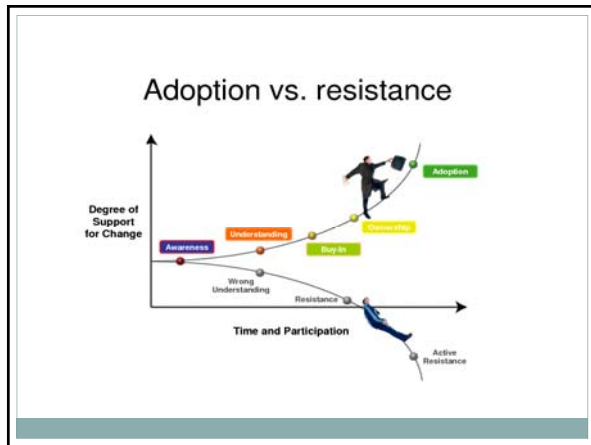 Adoption vs. resistance
Degree of
Support
for Change
Adoption
Ownership
Understanding
Buy-In
Awareness
Wrong
Understanding
Resistance
Time and Participation
Active
Resistance